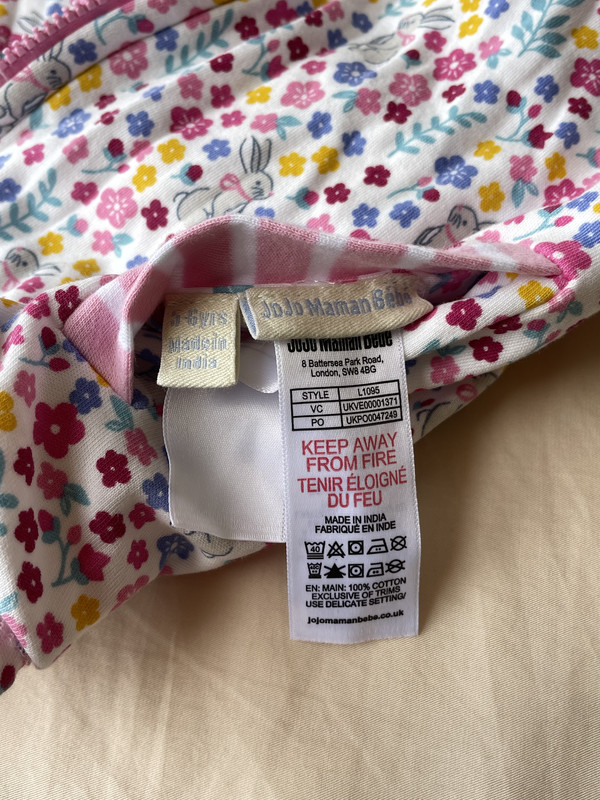 JoJo Maman Bébé
Made in
India
JoJo Maman Bébé
8 Battersea Park Road,
London, SW8 4BG
STYLE L1095
VC UKVE00001371
PO UKPO0047249
KEEP AWAY
FROM FIRE
TENIR ÉLOIGNÉ
DU FEU
MADE IN INDIA
FABRIQUÉ EN INDE
40
EN: MAIN: 100% COTTON
EXCLUSIVE OF TRIMS
USE DELICATE SETTING/
jojomamanbebe.co.uk